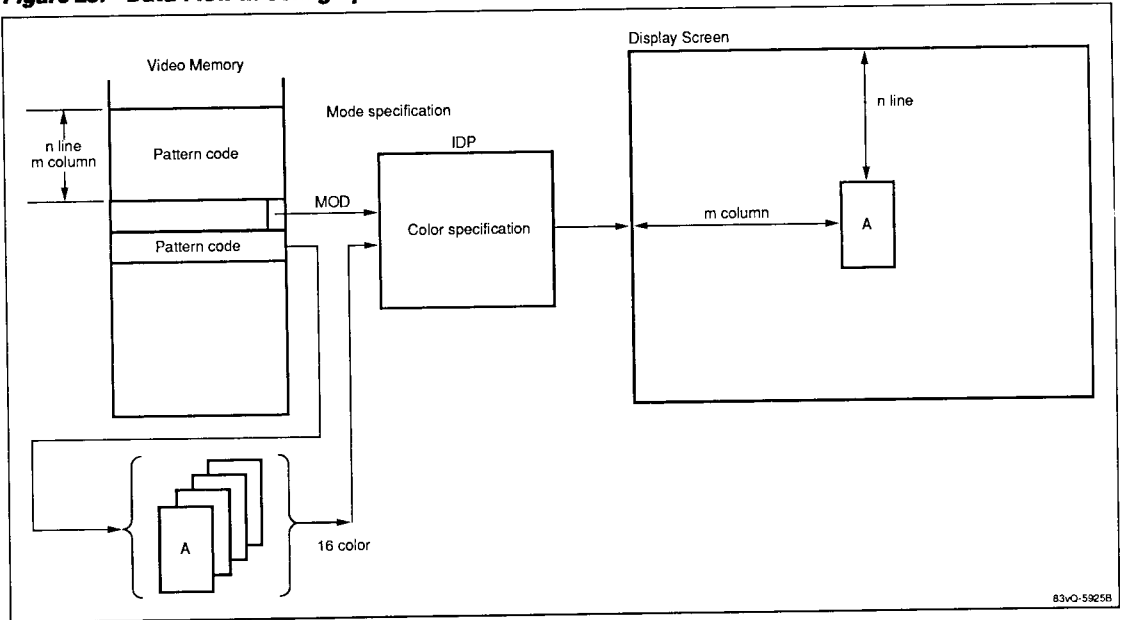 Display Screen
Video Memory
n line
Mode specification
n line
m column
IDP
Pattern code
MOD
m column
A
Color specification
Pattern code
A
16 color
83vQ-5925B